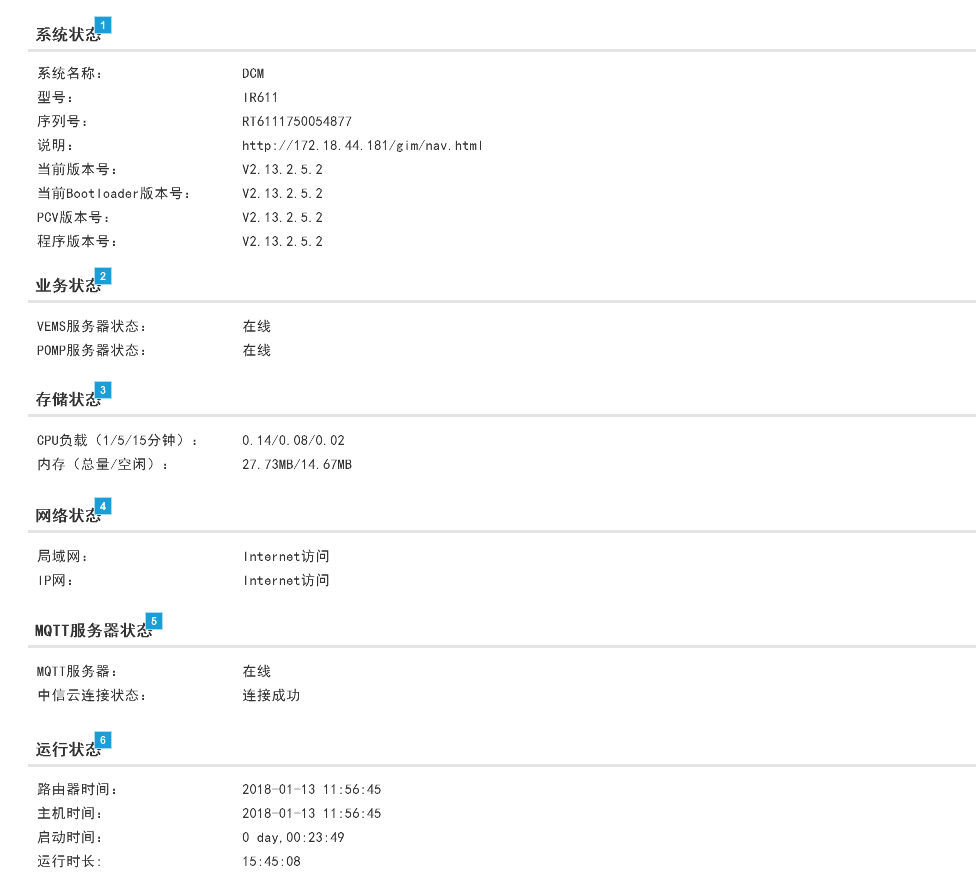 系统状态 1
系统名称： DCM
型号： IR611
序列号： RT6111750054877
说明： http://172.18.44.181/gim/nav.html
当前版本号： V2.13.2.5.2
当前Bootloader版本号： V2.13.2.5.2
PCV版本号： V2.13.2.5.2
程序版本号： V2.13.2.5.2
业务状态 2
VEMS服务器状态： 在线
POMP服务器状态： 在线
存储状态 3
CPU负载（1/5/15分钟）： 0.14/0.08/0.02
内存（总量/空闲）： 27.73MB/14.67MB
网络状态 4
局域网： Internet访问
IP网： Internet访问
MQTT服务器状态 5
MQTT服务器： 在线
中信云连接状态： 连接成功
运行状态 6
路由器时间： 2018-01-13 11:56:45
主机时间： 2018-01-13 11:56:45
启动时间： 0 day,00:23:49
运行时长: 15:45:08